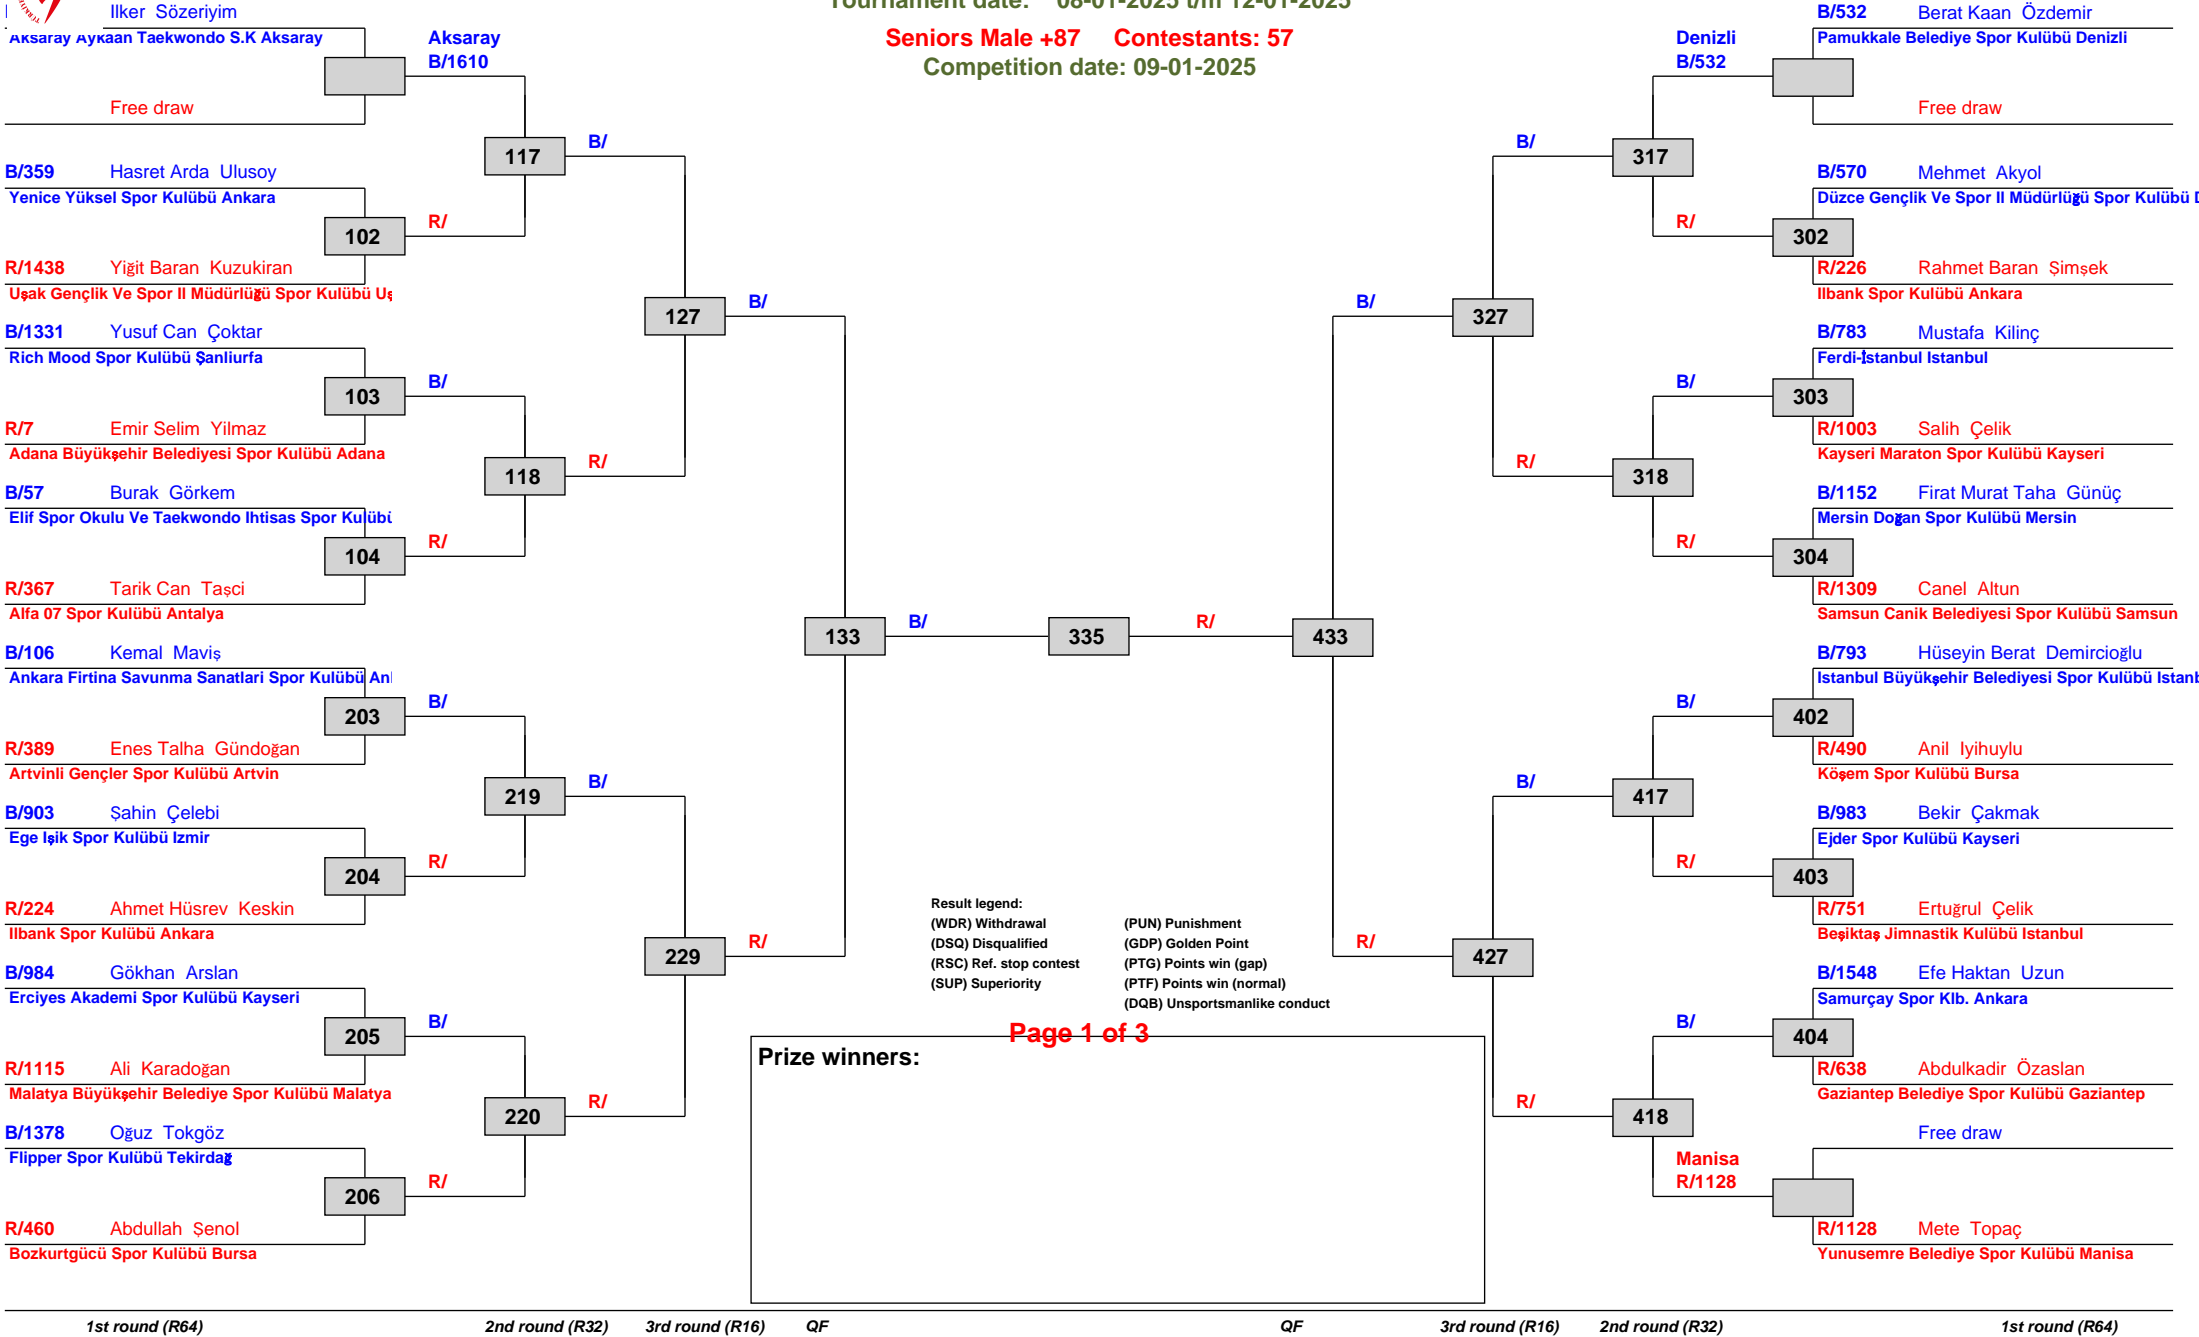 Tournament date: 08-01-2025 t/m 12-01-2025
Seniors Male +87 Contestants: 57
Competition date: 09-01-2025
Ilker Sözeriyim
Aksaray Aykaan Taekwondo S.K Aksaray
Free draw
Aksaray
B/1610
B/359 Hasret Arda Ulusoy
Yenice Yüksel Spor Kulübü Ankara
102
R/1438 Yiğit Baran Kuzukiran
Uşak Gençlik Ve Spor Il Müdürlüğü Spor Kulübü Uş
117
B/
R/
B/1331 Yusuf Can Çoktar
Rich Mood Spor Kulübü Şanliurfa
103
R/7 Emir Selim Yilmaz
Adana Büyükşehir Belediyesi Spor Kulübü Adana
B/57 Burak Görkem
Elif Spor Okulu Ve Taekwondo Ihtisas Spor Kulübü
104
R/367 Tarik Can Taşci
Alfa 07 Spor Kulübü Antalya
B/
R/
118
R/
127
B/
B/106 Kemal Maviş
Ankara Firtina Savunma Sanatlari Spor Kulübü An
203
R/389 Enes Talha Gündoğan
Artvinli Gençler Spor Kulübü Artvin
B/903 Şahin Çelebi
Ege Işik Spor Kulübü Izmir
204
R/224 Ahmet Hüsrev Keskin
Ilbank Spor Kulübü Ankara
B/
R/
219
B/
B/984 Gökhan Arslan
Erciyes Akademi Spor Kulübü Kayseri
205
R/1115 Ali Karadoğan
Malatya Büyükşehir Belediye Spor Kulübü Malatya
B/1378 Oğuz Tokgöz
Flipper Spor Kulübü Tekirdağ
206
R/460 Abdullah Şenol
Bozkurtgücü Spor Kulübü Bursa
B/
R/
220
R/
229
R/
133
B/
335
R/
433
B/532 Berat Kaan Özdemir
Pamukkale Belediye Spor Kulübü Denizli
Free draw
Denizli
B/532
B/570 Mehmet Akyol
Düzce Gençlik Ve Spor Il Müdürlüğü Spor Kulübü D
302
R/226 Rahmet Baran Şimşek
Ilbank Spor Kulübü Ankara
317
B/
R/
B/783 Mustafa Kilinç
Ferdi-İstanbul Istanbul
303
R/1003 Salih Çelik
Kayseri Maraton Spor Kulübü Kayseri
B/1152 Firat Murat Taha Günüç
Mersin Doğan Spor Kulübü Mersin
304
R/1309 Canel Altun
Samsun Canik Belediyesi Spor Kulübü Samsun
B/
R/
318
R/
327
B/
B/793 Hüseyin Berat Demircioğlu
Istanbul Büyükşehir Belediyesi Spor Kulübü Istanb
402
R/490 Anil Iyihuylu
Köşem Spor Kulübü Bursa
B/983 Bekir Çakmak
Ejder Spor Kulübü Kayseri
403
R/751 Ertuğrul Çelik
Beşiktaş Jimnastik Kulübü Istanbul
B/
R/
417
B/
B/1548 Efe Haktan Uzun
Samurçay Spor Klb. Ankara
404
R/638 Abdulkadir Özaslan
Gaziantep Belediye Spor Kulübü Gaziantep
B/
Free draw
Manisa
R/1128
R/1128 Mete Topaç
Yunusemre Belediye Spor Kulübü Manisa
418
R/
427
R/
Result legend:
(WDR) Withdrawal (PUN) Punishment
(DSQ) Disqualified (GDP) Golden Point
(RSC) Ref. stop contest (PTG) Points win (gap)
(SUP) Superiority (PTF) Points win (normal)
(DQB) Unsportsmanlike conduct
Page 1 of 3
Prize winners:
1st round (R64) 2nd round (R32) 3rd round (R16) QF QF 3rd round (R16) 2nd round (R32) 1st round (R64)